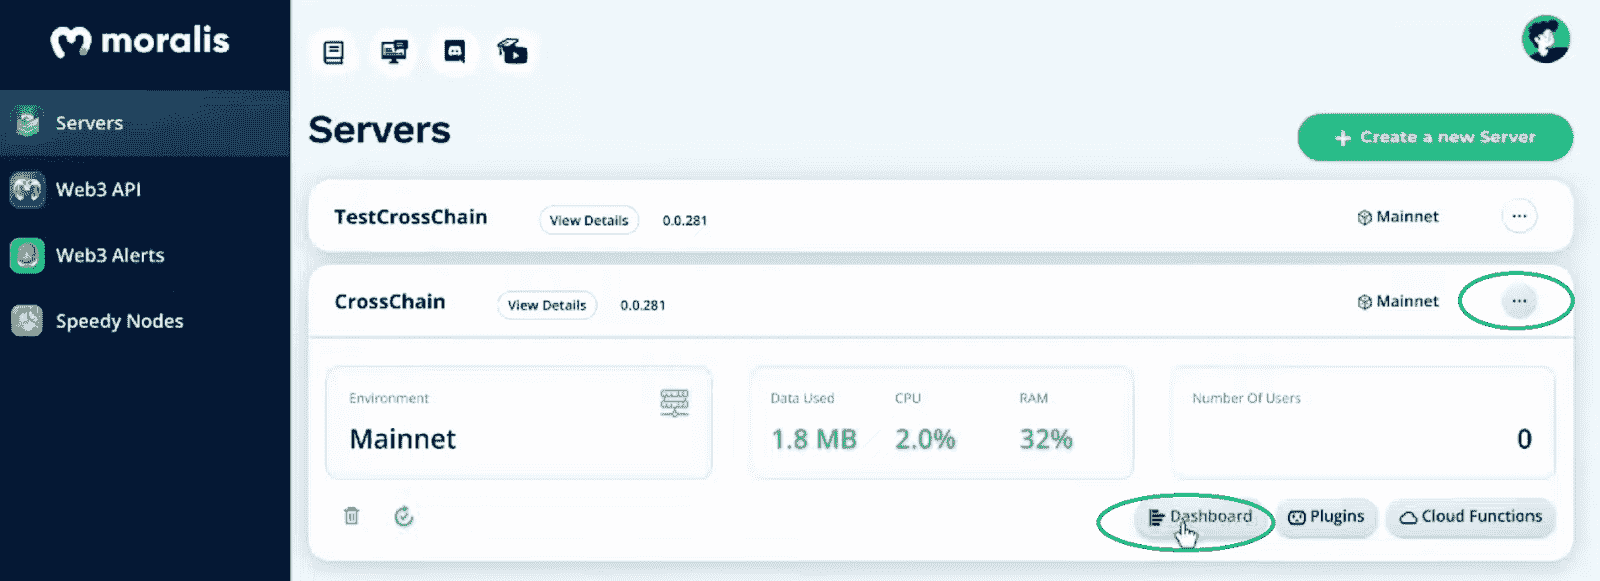 moralis
Servers
Web3 API
Web3 Alerts
Speedy Nodes
Servers
+ Create a new Server
TestCrossChain View Details 0.0.281 Mainnet ...
CrossChain View Details 0.0.281 Mainnet ...
Environment
Mainnet
Data Used CPU RAM
1.8 MB 2.0% 32%
Number Of Users
0
Dashboard Plugins Cloud Functions